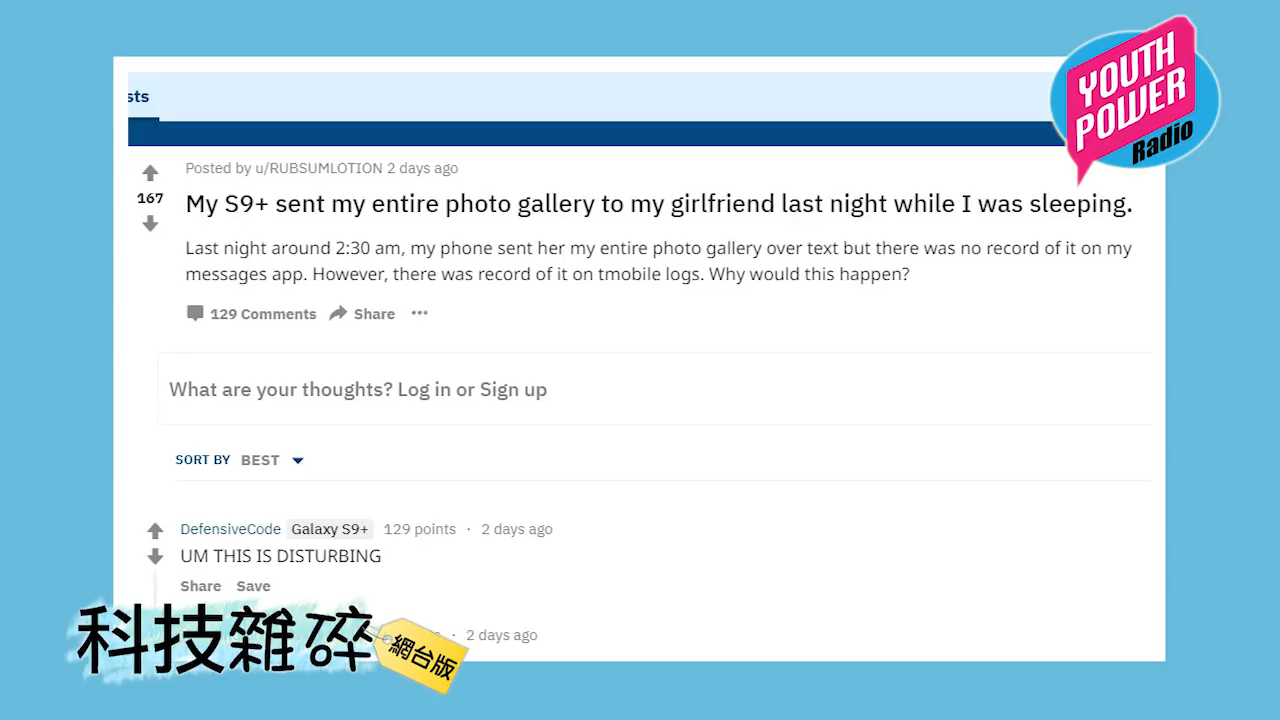 YOUTH
POWER
Radio
sts
Posted by u/RUBSUMLOTION 2 days ago
167
My S9+ sent my entire photo gallery to my girlfriend last night while I was sleeping.
Last night around 2:30 am, my phone sent her my entire photo gallery over text but there was no record of it on my
messages app. However, there was record of it on tmobile logs. Why would this happen?
129 Comments Share ...
What are your thoughts? Log in or Sign up
SORT BY BEST
DefensiveCode Galaxy S9+ 129 points · 2 days ago
UM THIS IS DISTURBING
Share Save
· 2 days ago
科技雜碎
網台版